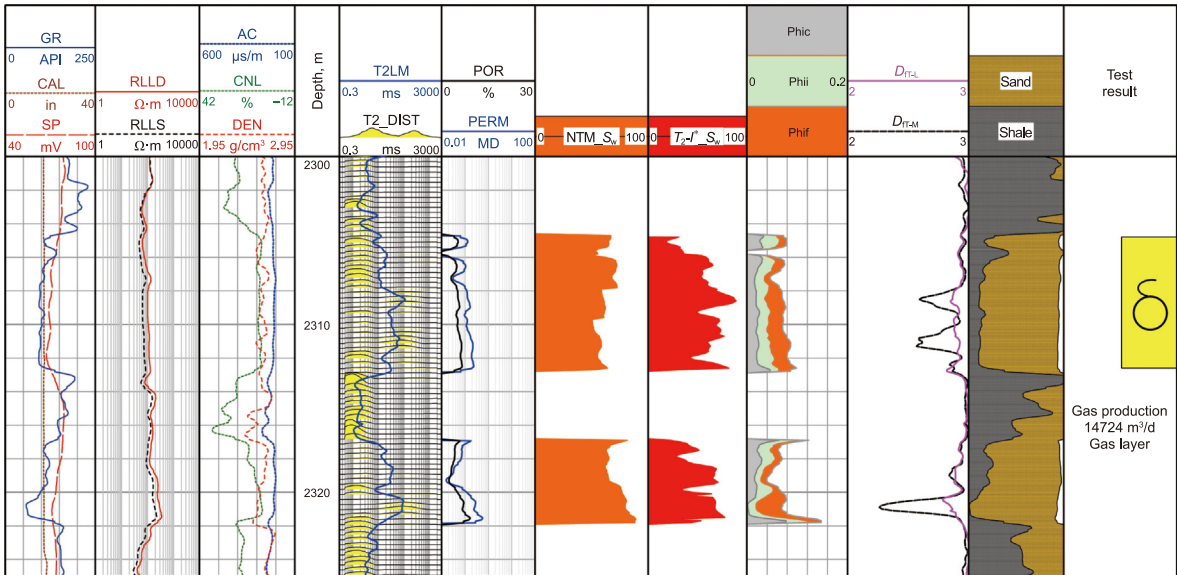 GR
0 API 250
CAL
0 in 40
SP
40 mV 100
RLLD
1 Ω·m 10000
RLLS
1 Ω·m 10000
AC
600 μs/m 100
CNL
42 % −12
DEN
1.95 g/cm³ 2.95
Depth, m
T2LM
0.3 ms 3000
T2_DIST
0.3 ms 3000
POR
0 % 30
PERM
0.01 MD 100
0 NTM_Sw 100
0 T2-I*_Sw 100
Phic
0 Phii 0.2
Phif
DfT-L
2 3
DfT-M
2 3
Sand
Shale
Test
result
2300
2310
2320
Gas production
14724 m³/d
Gas layer